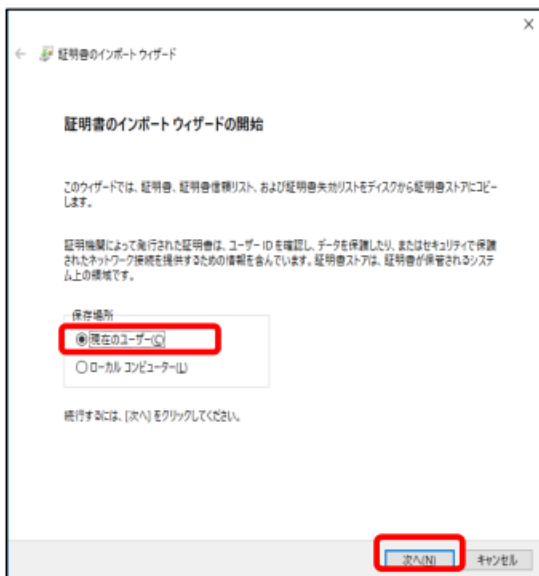 証明書のインポート ウィザード
証明書のインポート ウィザードの開始
このウィザードでは、証明書、証明書信頼リスト、および証明書失効リストをディスクから証明書ストアにコピー
します。
証明機関によって発行された証明書は、ユーザー ID を確認し、データを保護したり、またはセキュリティで保護
されたネットワーク接続を提供するための情報を含んでいます。証明書ストアは、証明書が保管されるシステ
ム上の領域です。
保存場所
現在のユーザー(C)
ローカル コンピューター(L)
続行するには、[次へ] をクリックしてください。
次へ(N)
キャンセル